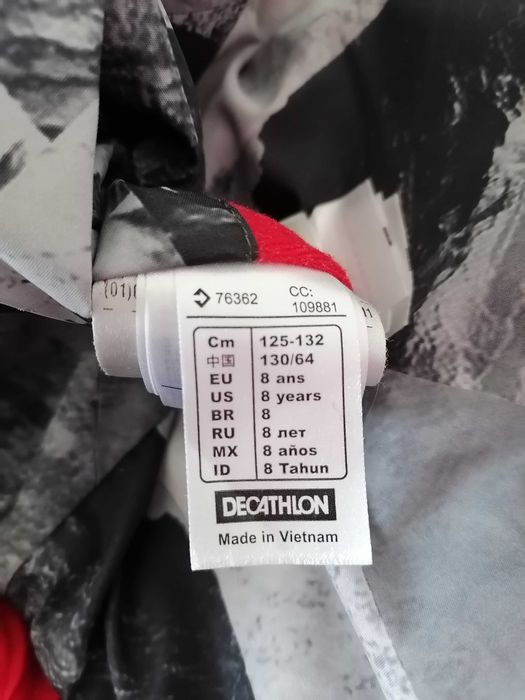 76362
CC:
109881
Cm 125-132
中国 130/64
EU 8 ans
US 8 years
BR 8
RU 8 лет
MX 8 años
ID 8 Tahun
DECATHLON
Made in Vietnam